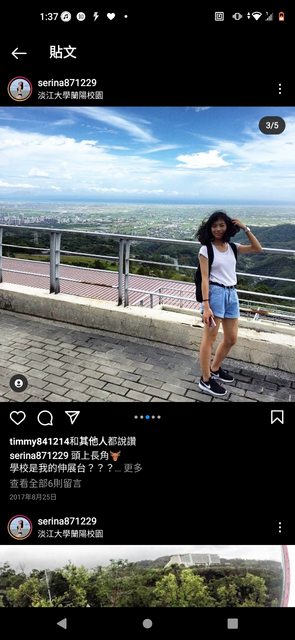 1:37
貼文
serina871229
淡江大學蘭陽校園
3/5
timmy841214和其他人都說讚
serina871229 頭上長角🐮
學校是我的伸展台？？？... 更多
查看全部6則留言
2017年8月25日
serina871229
淡江大學蘭陽校園